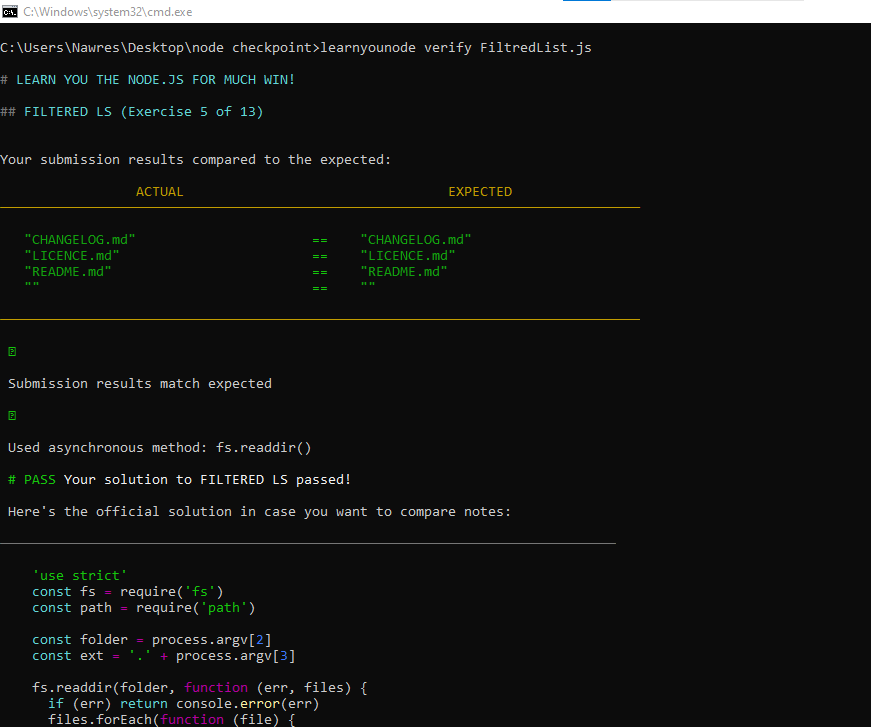 C:\Windows\system32\cmd.exe
C:\Users\Nawres\Desktop\node checkpoint>learnyounode verify FiltredList.js
# LEARN YOU THE NODE.JS FOR MUCH WIN!
## FILTERED LS (Exercise 5 of 13)
Your submission results compared to the expected:
ACTUAL EXPECTED
"CHANGELOG.md" == "CHANGELOG.md"
"LICENCE.md" == "LICENCE.md"
"README.md" == "README.md"
"" == ""
Submission results match expected
Used asynchronous method: fs.readdir()
# PASS Your solution to FILTERED LS passed!
Here's the official solution in case you want to compare notes:
'use strict'
const fs = require('fs')
const path = require('path')
const folder = process.argv[2]
const ext = '.' + process.argv[3]
fs.readdir(folder, function (err, files) {
if (err) return console.error(err)
files.forEach(function (file) {